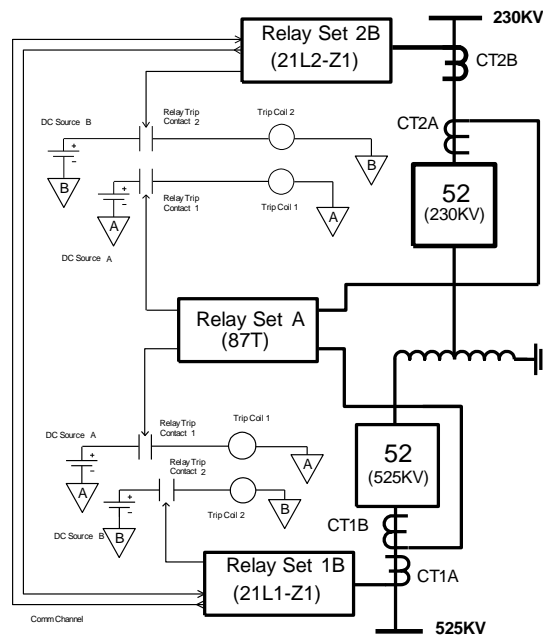 230KV
Relay Set 2B
(21L2-Z1)
CT2B
Relay Trip
Contact 2
Trip Coil 2
DC Source B
CT2A
+
-
B
B
52
(230KV)
+
-
A
Relay Trip
Contact 1
Trip Coil 1
A
DC Source A
Relay Set A
(87T)
Relay Trip
Contact 1
Trip Coil 1
DC Source A
+
-
A
A
Relay Trip
Contact 2
52
(525KV)
+
-
B
B
Trip Coil 2
DC Source B
CT1B
Relay Set 1B
(21L1-Z1)
CT1A
Comm Channel
525KV